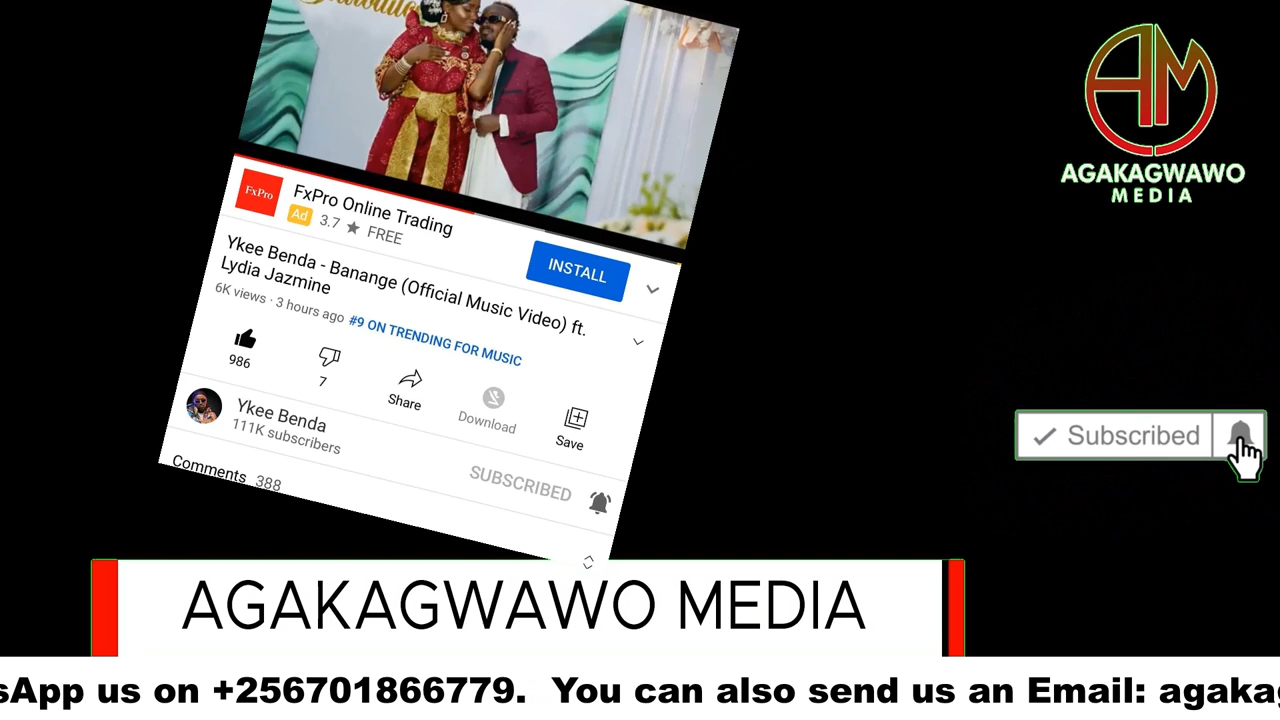 AM
AGAKAGWAWO
MEDIA
FxPro
FxPro Online Trading
Ad 3.7 ★ FREE
INSTALL
Ykee Benda - Banange (Official Music Video) ft.
Lydia Jazmine
6K views · 3 hours ago #9 ON TRENDING FOR MUSIC
986
7
Share
Download
Save
Ykee Benda
111K subscribers
SUBSCRIBED
Comments 388
Subscribed
AGAKAGWAWO MEDIA
us on +256701866779. You can also send us an Email: